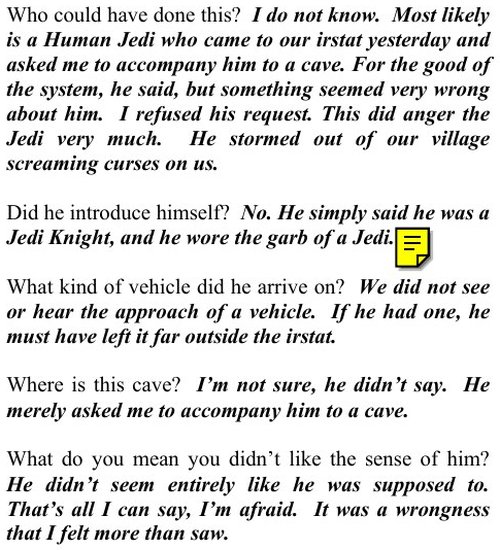 Who could have done this? I do not know. Most likely
is a Human Jedi who came to our irstat yesterday and
asked me to accompany him to a cave. For the good of
the system, he said, but something seemed very wrong
about him. I refused his request. This did anger the
Jedi very much. He stormed out of our village
screaming curses on us.
Did he introduce himself? No. He simply said he was a
Jedi Knight, and he wore the garb of a Jedi.
What kind of vehicle did he arrive on? We did not see
or hear the approach of a vehicle. If he had one, he
must have left it far outside the irstat.
Where is this cave? I'm not sure, he didn't say. He
merely asked me to accompany him to a cave.
What do you mean you didn't like the sense of him?
He didn't seem entirely like he was supposed to.
That's all I can say, I'm afraid. It was a wrongness
that I felt more than saw.